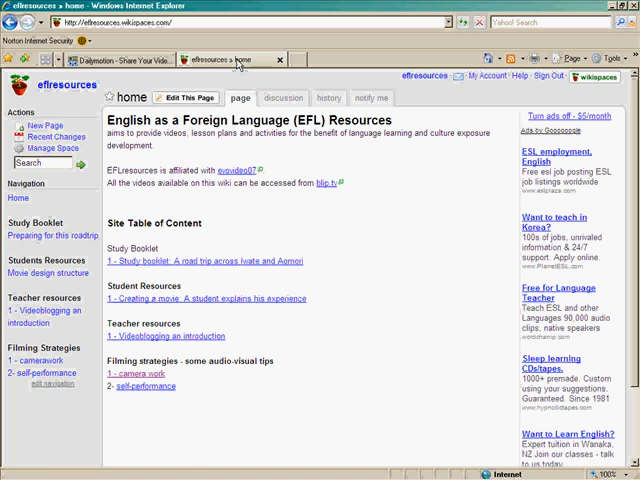 eflresources » home - Windows Internet Explorer
http://eflresources.wikispaces.com/
Yahoo Search
Norton Internet Security
Dailymotion - Share Your Vide...
eflresources » home
Page
Tools
eflresources
eflresources
My Account
Help
Sign Out
wikispaces
home
Edit This Page
page
discussion
history
notify me
Actions
New Page
Recent Changes
Manage Space
Search
Navigation
Home
Study Booklet
Preparing for this roadtrip
Students Resources
Movie design structure
Teacher resources
1 - Videoblogging an
introduction
Filming Strategies
1 - camerawork
2- self-performance
edit navigation
English as a Foreign Language (EFL) Resources
aims to provide videos, lesson plans and activities for the benefit of language learning and culture exposure
development.
EFLresources is affiliated with evovideo07
All the videos available on this wiki can be accessed from blip.tv
Site Table of Content
Study Booklet
1 - Study booklet: A road trip across Iwate and Aomori
Student Resources
1 - Creating a movie: A student explains his experience
Teacher resources
1 - Videoblogging an introduction
Filming strategies - some audio-visual tips
1 - camera work
2- self-performance
Turn ads off - $5/month
Ads by Goooooogle
ESL employment,
English
Free esl job posting ESL
job listings worldwide
www.eslplaza.com
Want to teach in
Korea?
100s of jobs, unrivaled
information & 24/7
support. Apply online.
www.PlanetESL.com
Free for Language
Teacher
Teach ESL and other
Languages 90,000 audio
clips, native speakers
worldchamp.com
Sleep learning
CDs/tapes,
1000+ premade. Custom
using your suggestions.
Guaranteed. Since 1981
www.hypnolictapes.com
Want to Learn English?
Expert tuition in Wanaka,
NZ Join our classes - talk
to us today.
Internet
100%